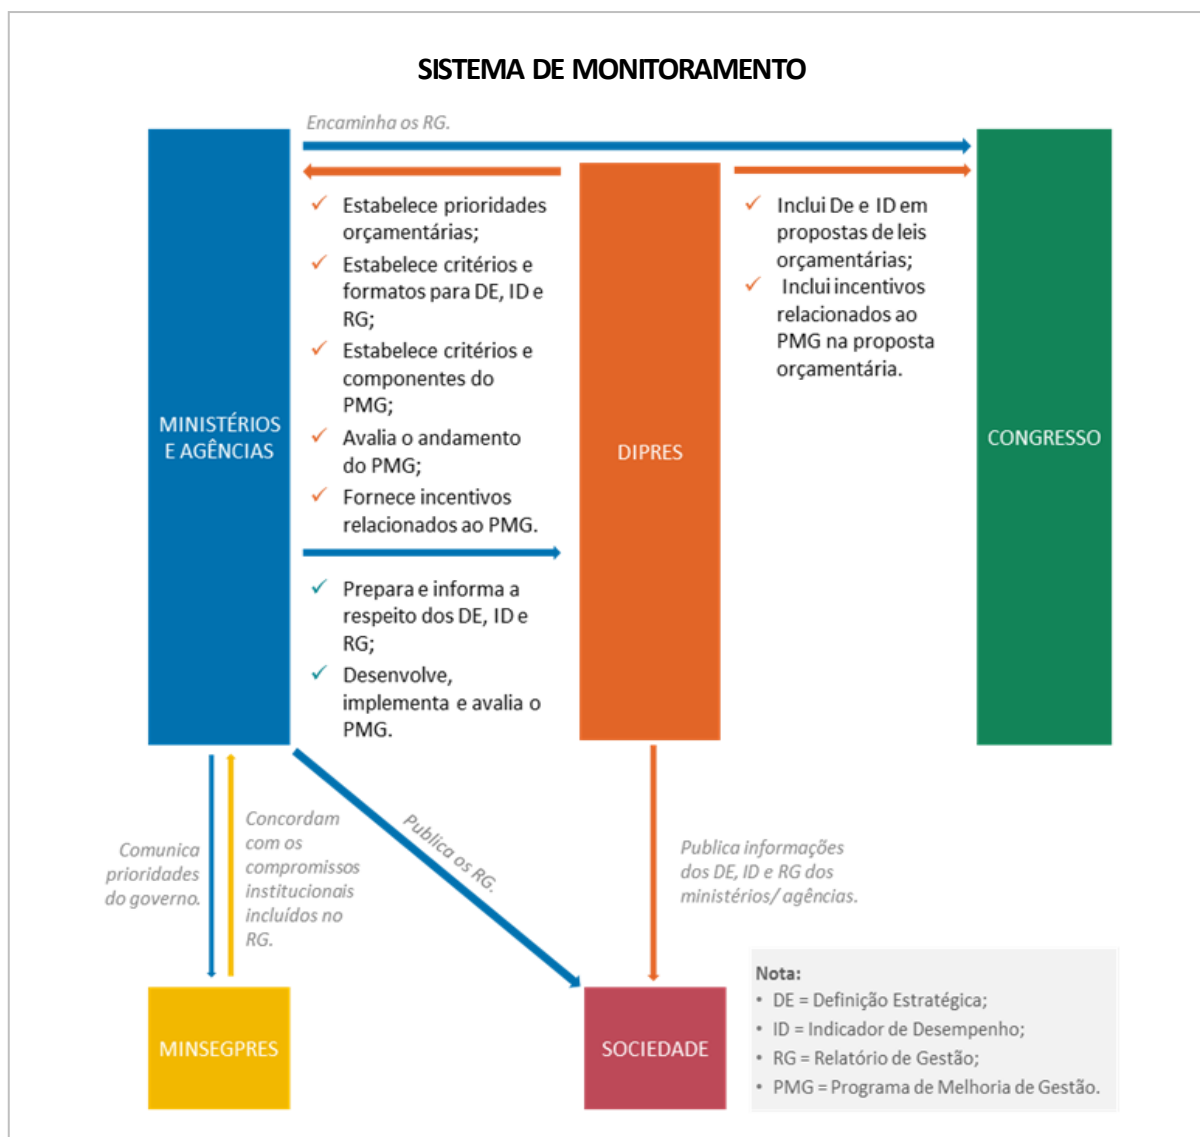 SISTEMA DE MONITORAMENTO
Encaminha os RG.
MINISTÉRIOS
E AGÊNCIAS
✓ Estabelece prioridades
orçamentárias;
✓ Estabelece critérios e
formatos para DE, ID e
RG;
✓ Estabelece critérios e
componentes do
PMG;
✓ Avalia o andamento
do PMG;
✓ Fornece incentivos
relacionados ao PMG.
✓ Prepara e informa a
respeito dos DE, ID e
RG;
✓ Desenvolve,
implementa e avalia o
PMG.
DIPRES
✓ Inclui De e ID em
propostas de leis
orçamentárias;
✓ Inclui incentivos
relacionados ao
PMG na proposta
orçamentária.
CONGRESSO
Comunica
prioridades
do governo.
Concordam
com os
compromissos
institucionais
incluídos no
RG.
Publica os RG.
Publica informações
dos DE, ID e RG dos
ministérios/ agências.
MINSEGPRES
SOCIEDADE
Nota:
• DE = Definição Estratégica;
• ID = Indicador de Desempenho;
• RG = Relatório de Gestão;
• PMG = Programa de Melhoria de Gestão.